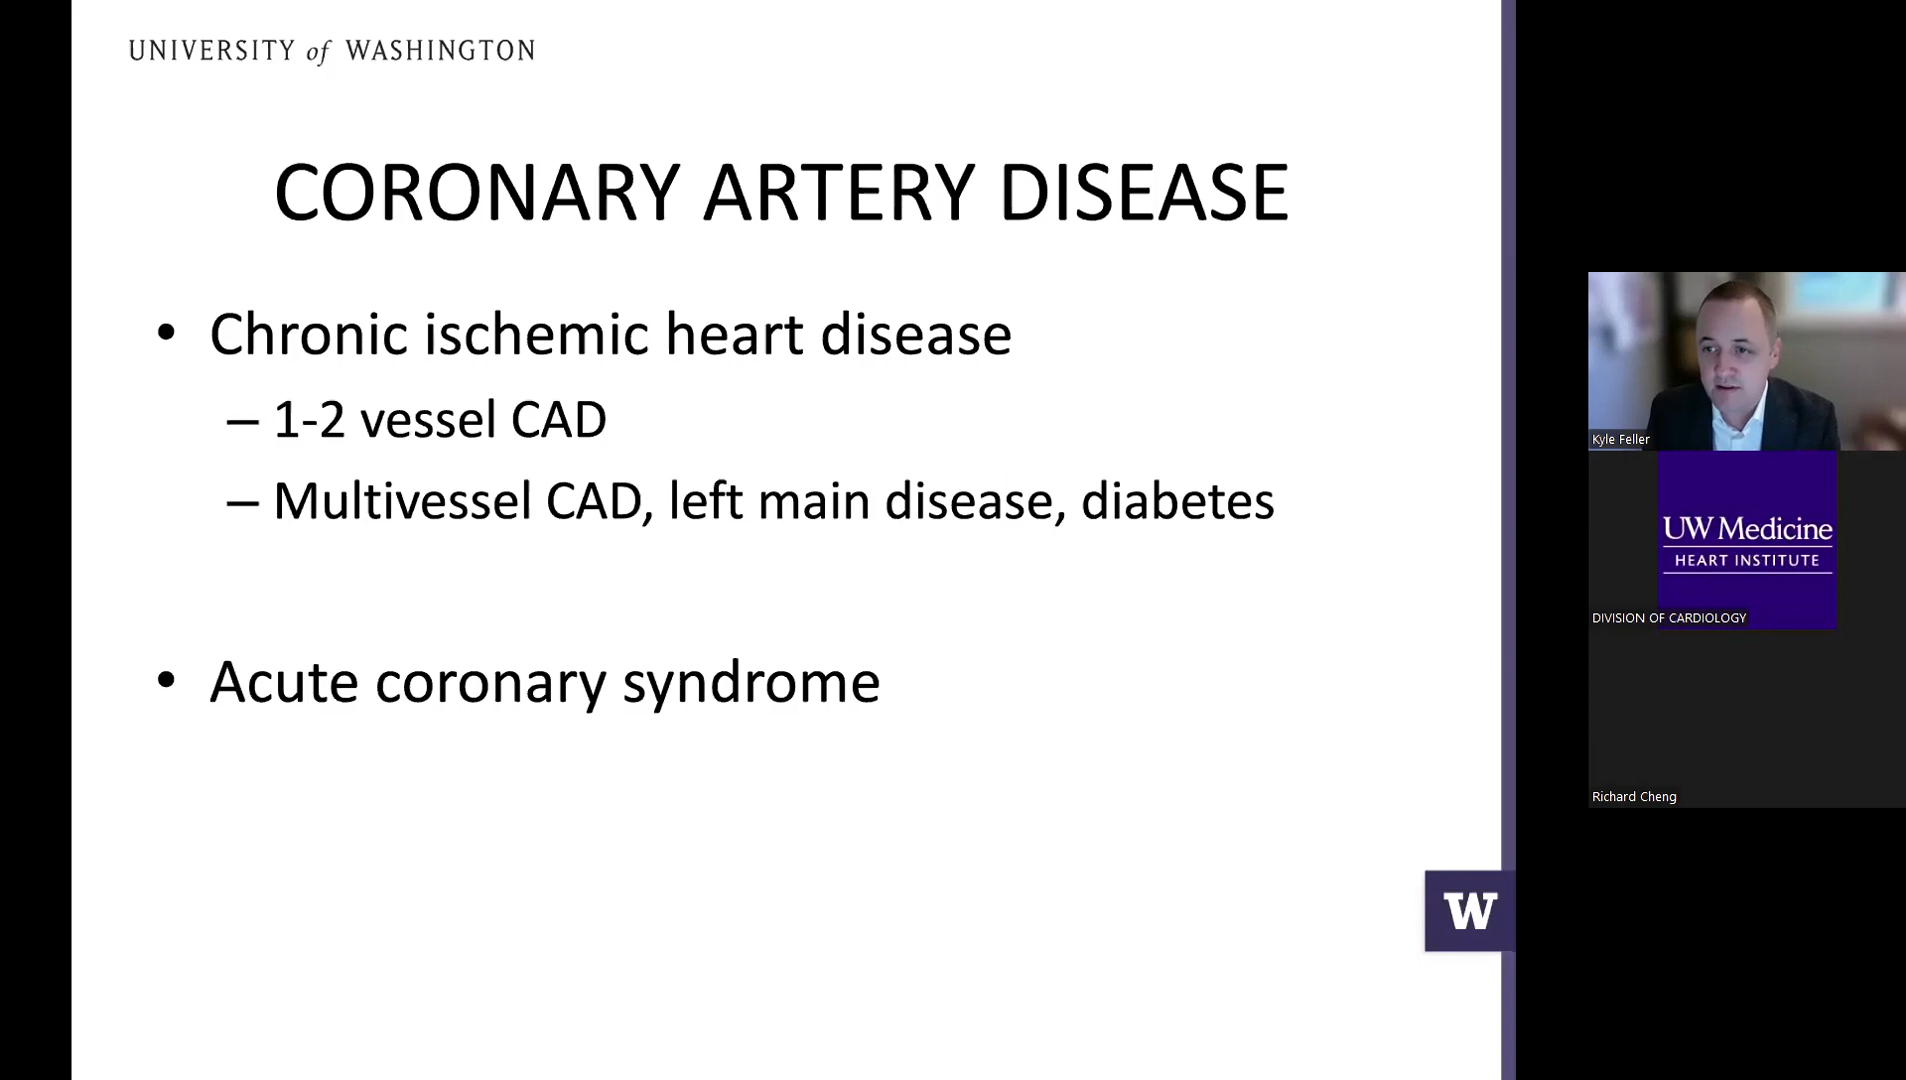 UNIVERSITY of WASHINGTON
CORONARY ARTERY DISEASE
• Chronic ischemic heart disease
– 1-2 vessel CAD
– Multivessel CAD, left main disease, diabetes
• Acute coronary syndrome
W
Kyle Feller
UW Medicine
HEART INSTITUTE
DIVISION OF CARDIOLOGY
Richard Cheng